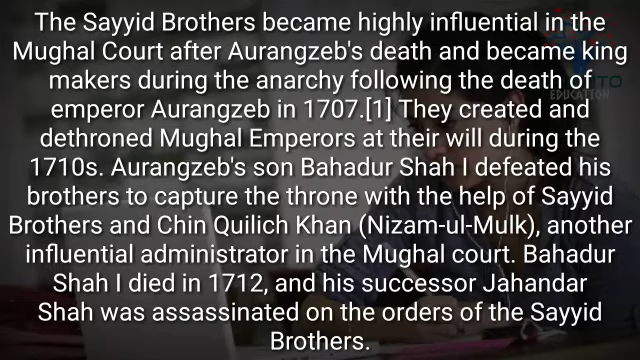 The Sayyid Brothers became highly influential in the
Mughal Court after Aurangzeb's death and became king
makers during the anarchy following the death of
emperor Aurangzeb in 1707.[1] They created and
dethroned Mughal Emperors at their will during the
1710s. Aurangzeb's son Bahadur Shah I defeated his
brothers to capture the throne with the help of Sayyid
Brothers and Chin Quilich Khan (Nizam-ul-Mulk), another
influential administrator in the Mughal court. Bahadur
Shah I died in 1712, and his successor Jahandar
Shah was assassinated on the orders of the Sayyid
Brothers.
EDUCATION